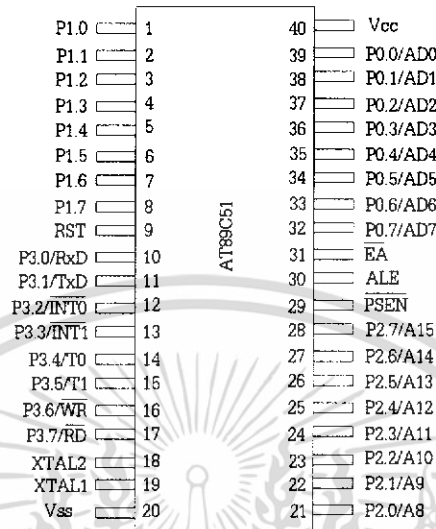 P1.0 1 40 Vcc
P1.1 2 39 P0.0/AD0
P1.2 3 38 P0.1/AD1
P1.3 4 37 P0.2/AD2
P1.4 5 36 P0.3/AD3
P1.5 6 35 P0.4/AD4
P1.6 7 34 P0.5/AD5
P1.7 8 33 P0.6/AD6
RST 9 32 P0.7/AD7
P3.0/RxD 10 31 E̅A̅
P3.1/TxD 11 30 ALE
P3.2/I̅N̅T̅0̅ 12 29 P̅S̅E̅N̅
P3.3/I̅N̅T̅1̅ 13 28 P2.7/A15
P3.4/T0 14 27 P2.6/A14
P3.5/T1 15 26 P2.5/A13
P3.6/W̅R̅ 16 25 P2.4/A12
P3.7/R̅D̅ 17 24 P2.3/A11
XTAL2 18 23 P2.2/A10
XTAL1 19 22 P2.1/A9
Vss 20 21 P2.0/A8
AT89C51